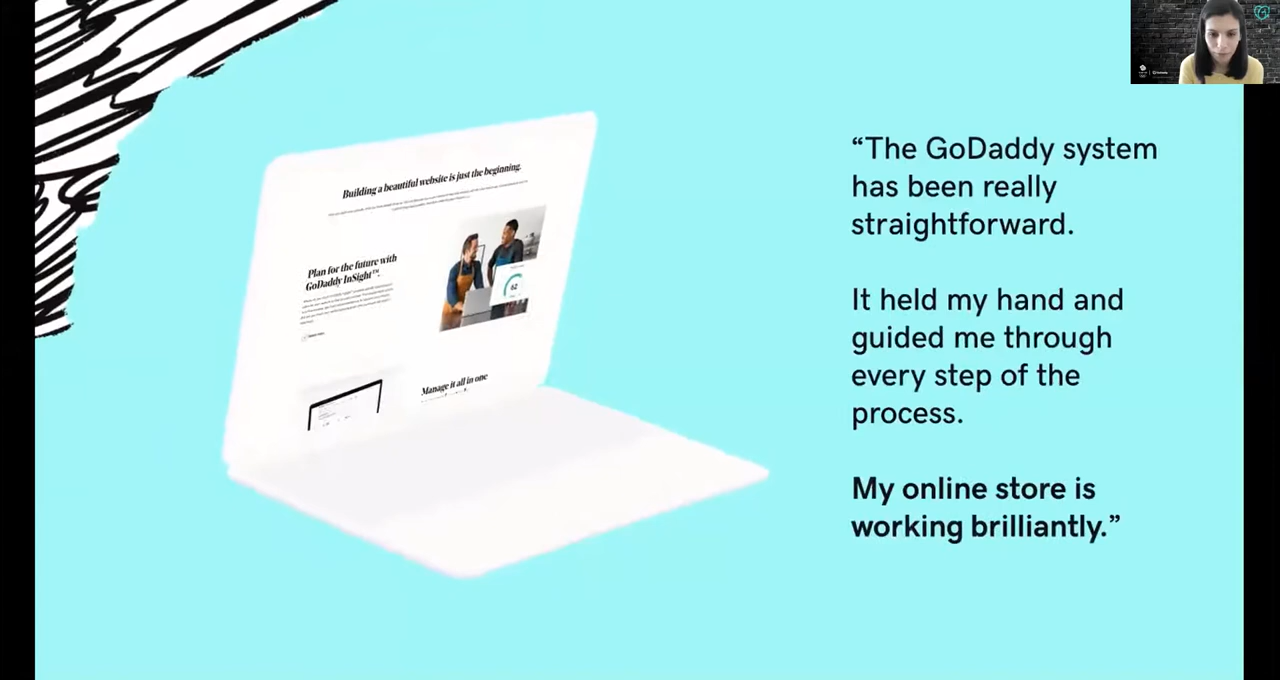 Building a beautiful website is just the beginning.
Plan for the future with
GoDaddy InSight™.
62
Manage it all in one
“The GoDaddy system
has been really
straightforward.
It held my hand and
guided me through
every step of the
process.
My online store is
working brilliantly.”